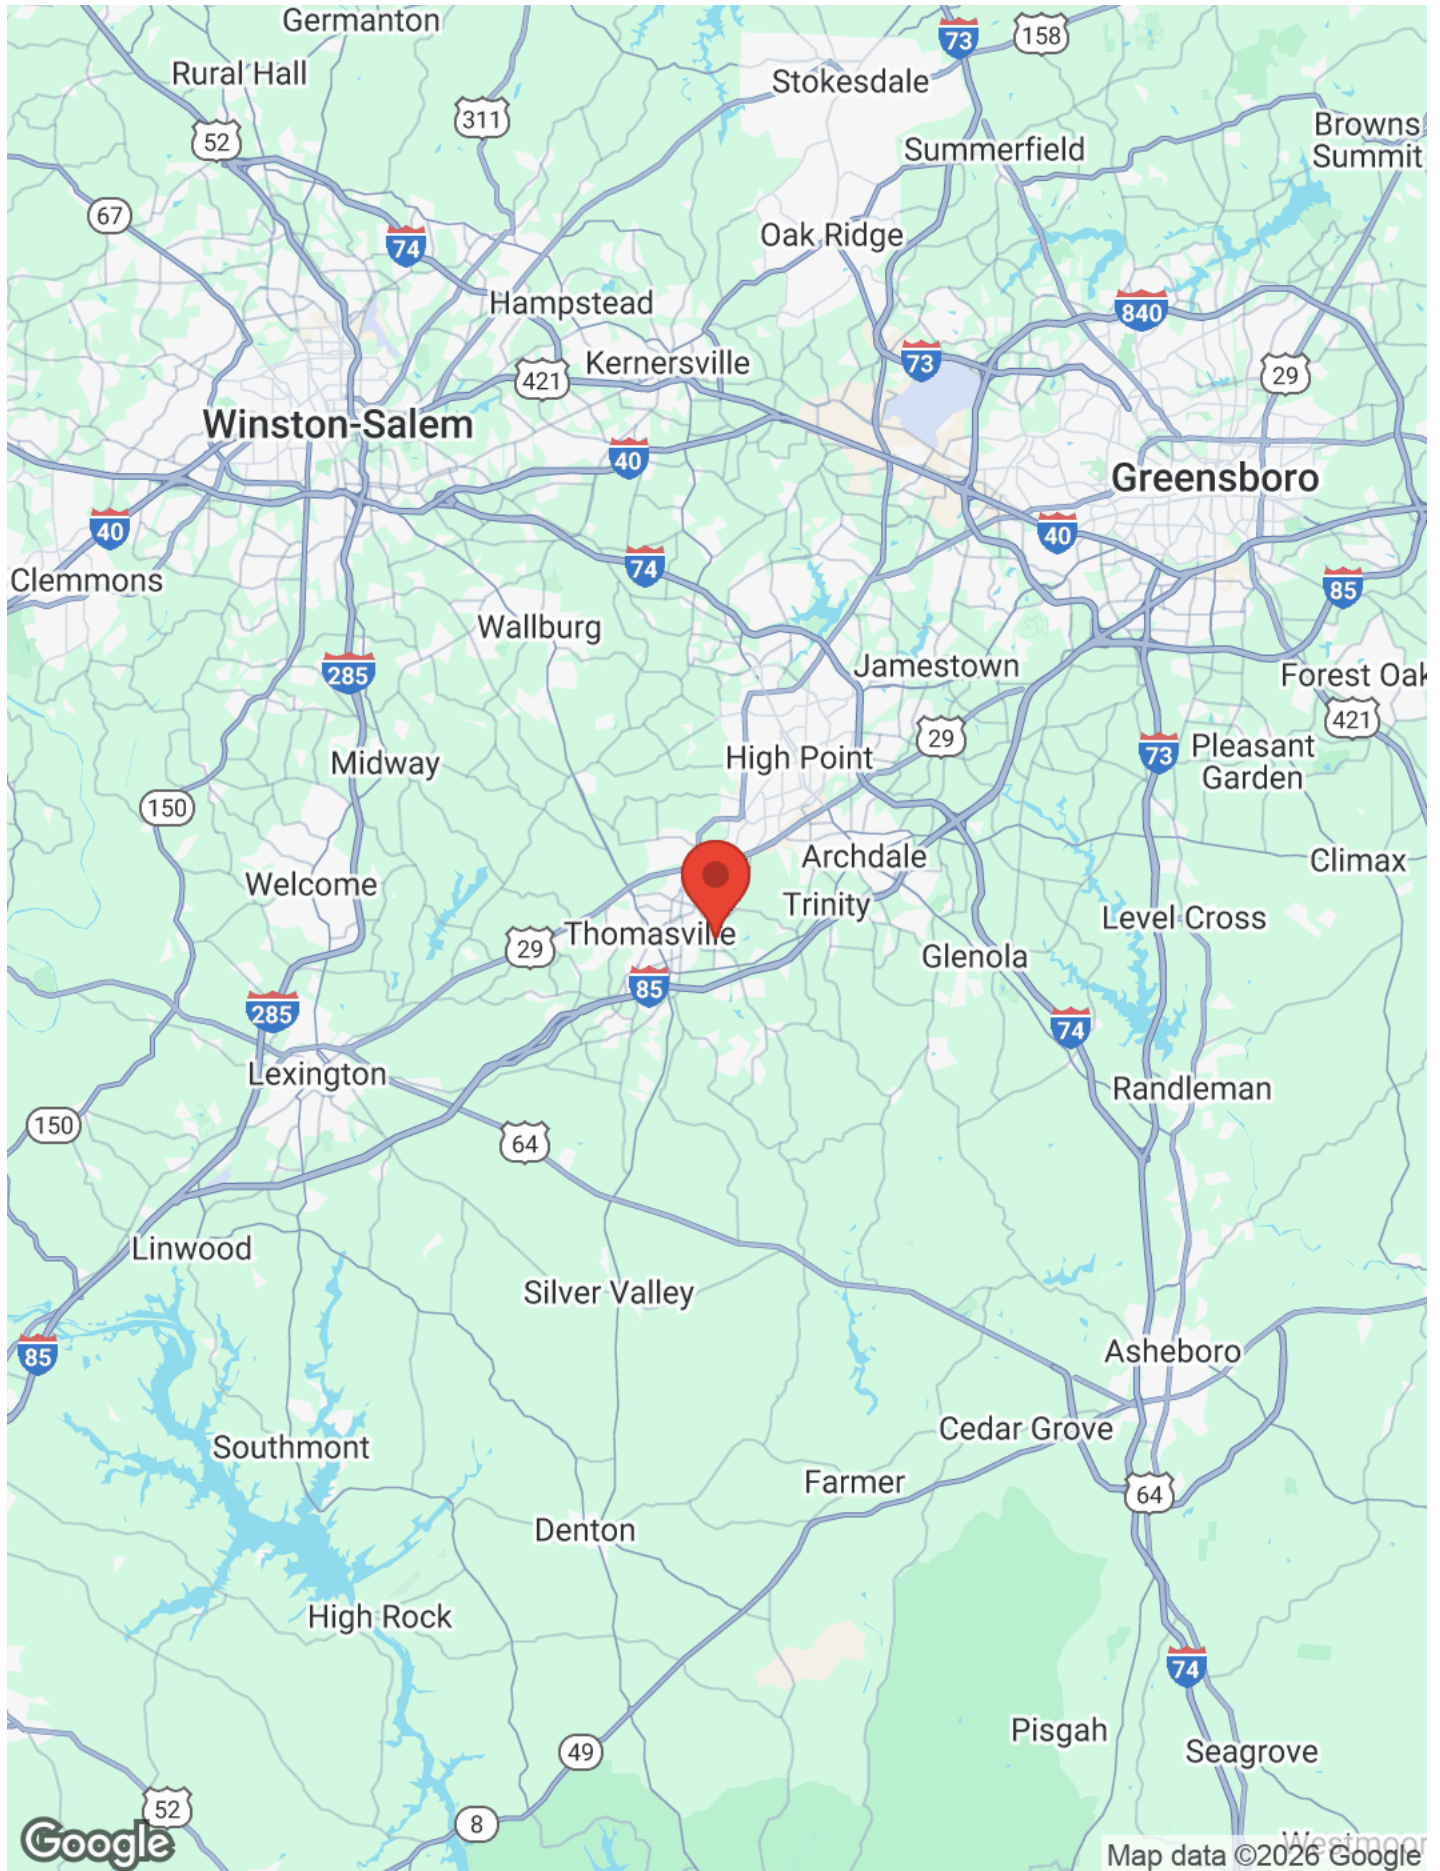 Germanton
73
158
Rural Hall
Stokesdale
311
52
Browns
Summit
Summerfield
67
74
Oak Ridge
Hampstead
840
Kernersville
73
421
29
Winston-Salem
40
Greensboro
40
40
74
Clemmons
85
Wallburg
285
Jamestown
Forest Oak
421
29
High Point
73
Pleasant
Garden
Midway
150
Archdale
Climax
Welcome
Trinity
Level Cross
Thomasville
29
Glenola
85
285
74
Lexington
Randleman
150
64
Linwood
Silver Valley
85
Asheboro
Cedar Grove
Southmont
Farmer
64
Denton
High Rock
74
Pisgah
Seagrove
49
52
8
Google
Westmoor
Map data ©2026 Google